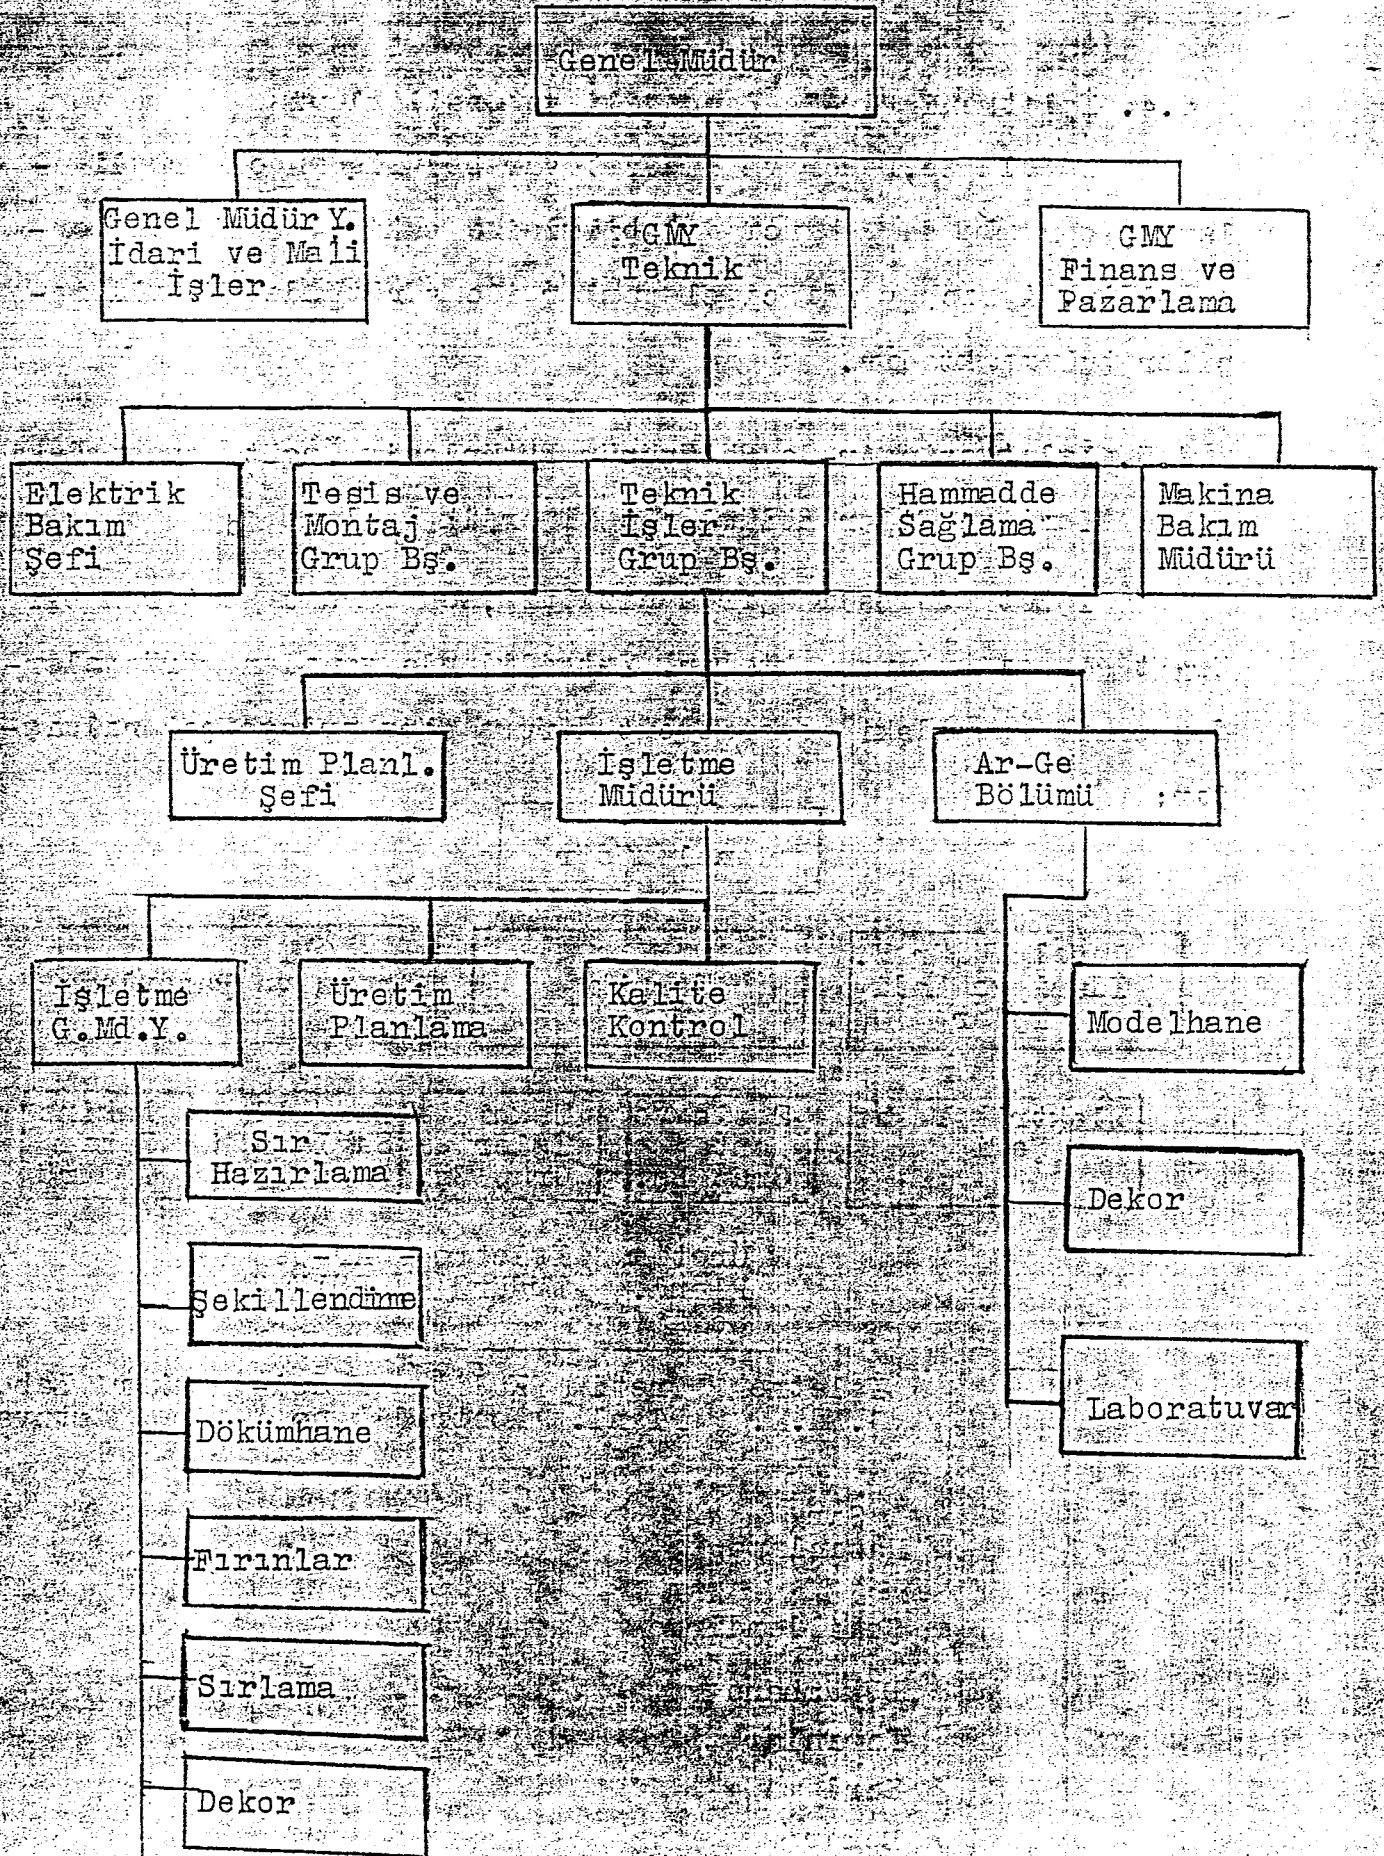 Genel Müdür
Genel Müdür Y.
İdari ve Mali
İşler
GMY
Teknik
GMY
Finans ve
Pazarlama
Elektrik
Bakım
Şefi
Tesis ve
Montaj
Grup Bş.
Teknik
İşler
Grup Bş.
Hammadde
Sağlama
Grup Bş.
Makina
Bakım
Müdürü
Üretim Planl.
Şefi
İşletme
Müdürü
Ar-Ge
Bölümü
İşletme
G.Md.Y.
Üretim
Planlama
Kalite
Kontrol
Modelhane
Sır
Hazırlama
Dekor
Şekillendirme
Laboratuvar
Dökümhane
Fırınlar
Sırlama
Dekor